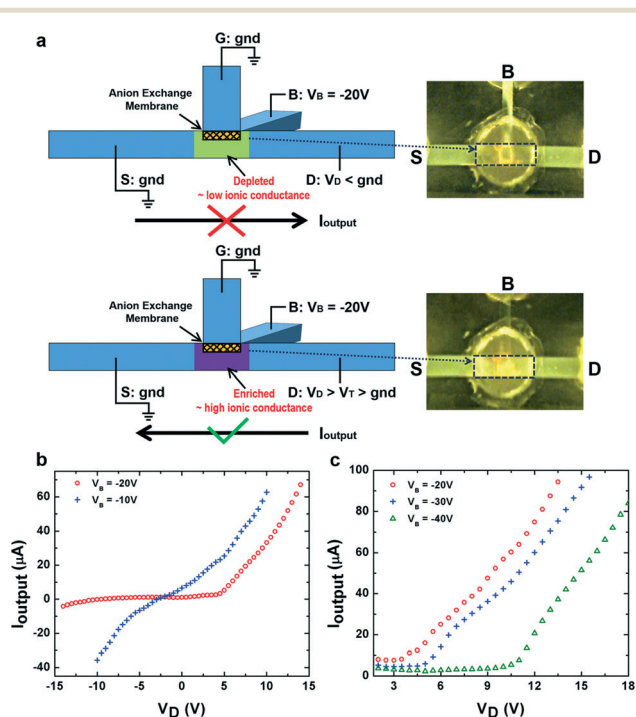 a
G: gnd
B: VB = -20V
Anion Exchange
Membrane
S: gnd
Depleted
~ low ionic conductance
D: VD < gnd
Ioutput
B
S
D
G: gnd
B: VB = -20V
Anion Exchange
Membrane
S: gnd
Enriched
~ high ionic conductance
D: VD > VT > gnd
Ioutput
B
S
D
b
VB = -20V
VB = -10V
Ioutput (μA)
60
40
20
0
-20
-40
-15
-10
-5
0
5
10
15
VD (V)
c
VB = -20V
VB = -30V
VB = -40V
Ioutput (μA)
100
80
60
40
20
0
3
6
9
12
15
18
VD (V)